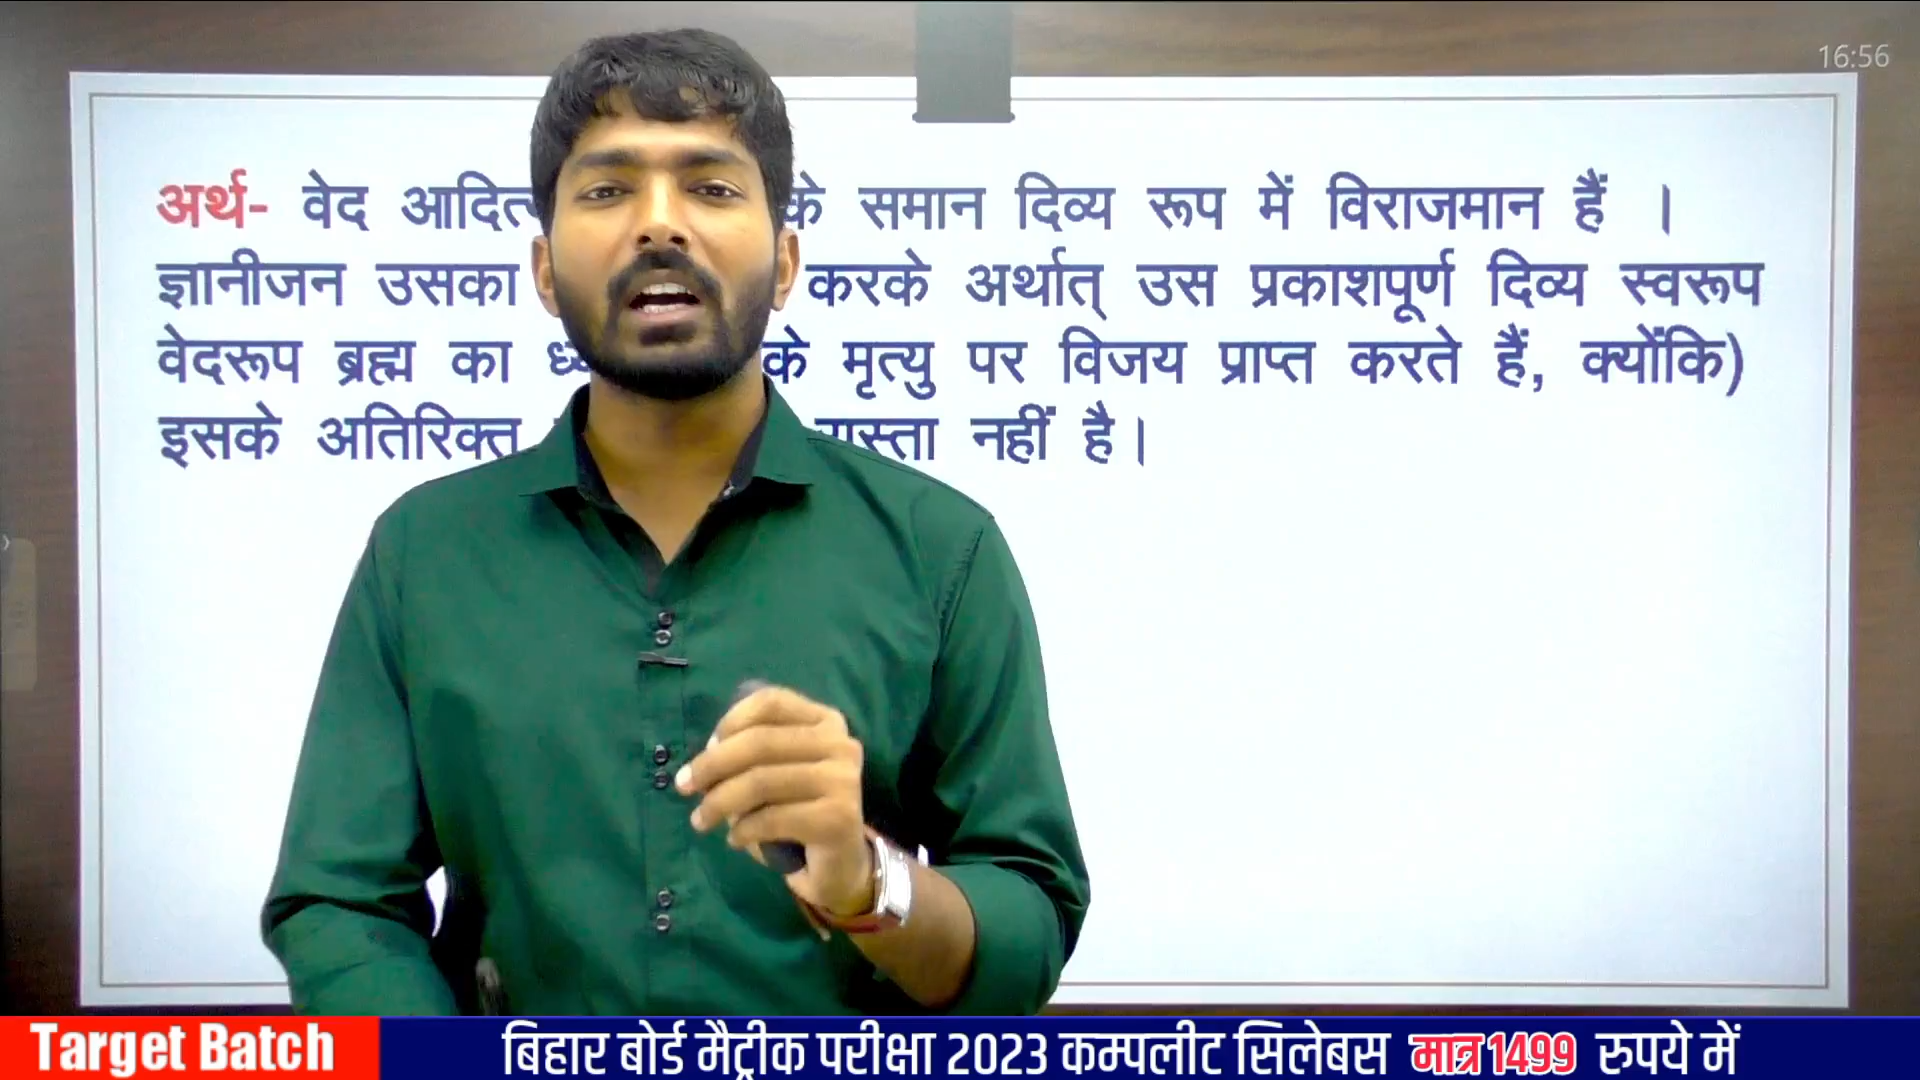 16:56
अर्थ- वेद के समान दिव्य रूप में विराजमान हैं ।
ज्ञानीजन उसका करके अर्थात् उस प्रकाशपूर्ण दिव्य स्वरूप
वेदरूप ब्रह्म का के मृत्यु पर विजय प्राप्त करते हैं, क्योंकि)
इसके अतिरिक्त नहीं है।
Target Batch
बिहार बोर्ड मैट्रीक परीक्षा 2023 कम्पलीट सिलेबस मात्र 1499 रुपये में